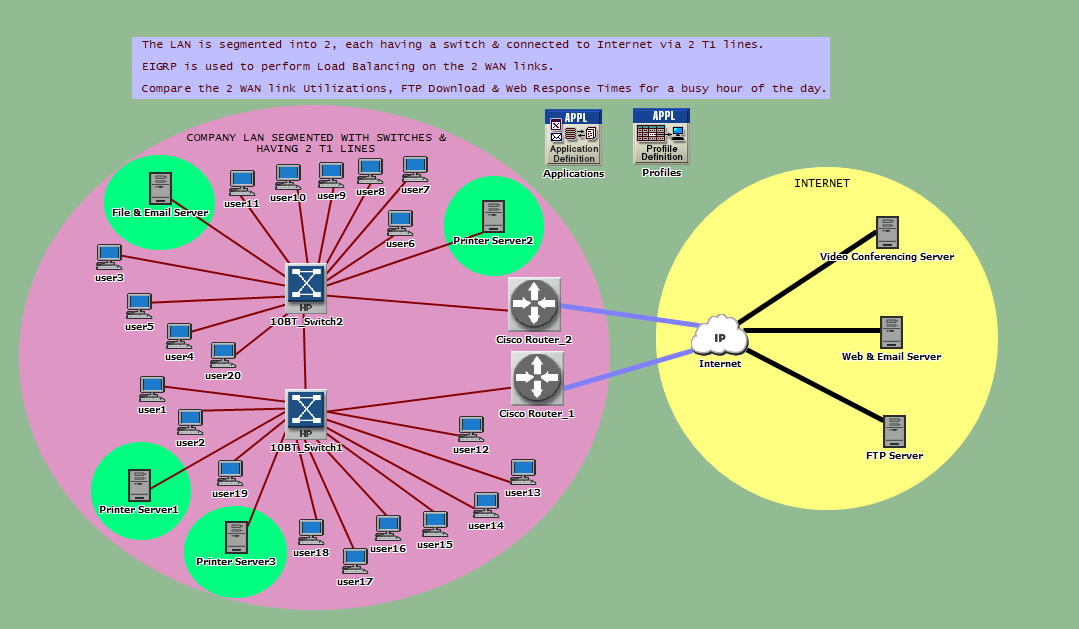 The LAN is segmented into 2, each having a switch & connected to Internet via 2 T1 lines.
EIGRP is used to perform Load Balancing on the 2 WAN links.
Compare the 2 WAN link Utilizations, FTP Download & Web Response Times for a busy hour of the day.
APPL
Application
Definition
Applications
APPL
Profile
Definition
Profiles
COMPANY LAN SEGMENTED WITH SWITCHES &
HAVING 2 T1 LINES
File & Email Server
user11
user10
user9
user8
user7
user6
Printer Server2
user3
user5
user4
user20
HP
10BT_Switch2
Cisco Router_2
Cisco Router_1
user1
user2
HP
10BT_Switch1
user12
user13
user14
user15
user16
user17
user18
user19
Printer Server1
Printer Server3
INTERNET
Video Conferencing Server
IP
Internet
Web & Email Server
FTP Server